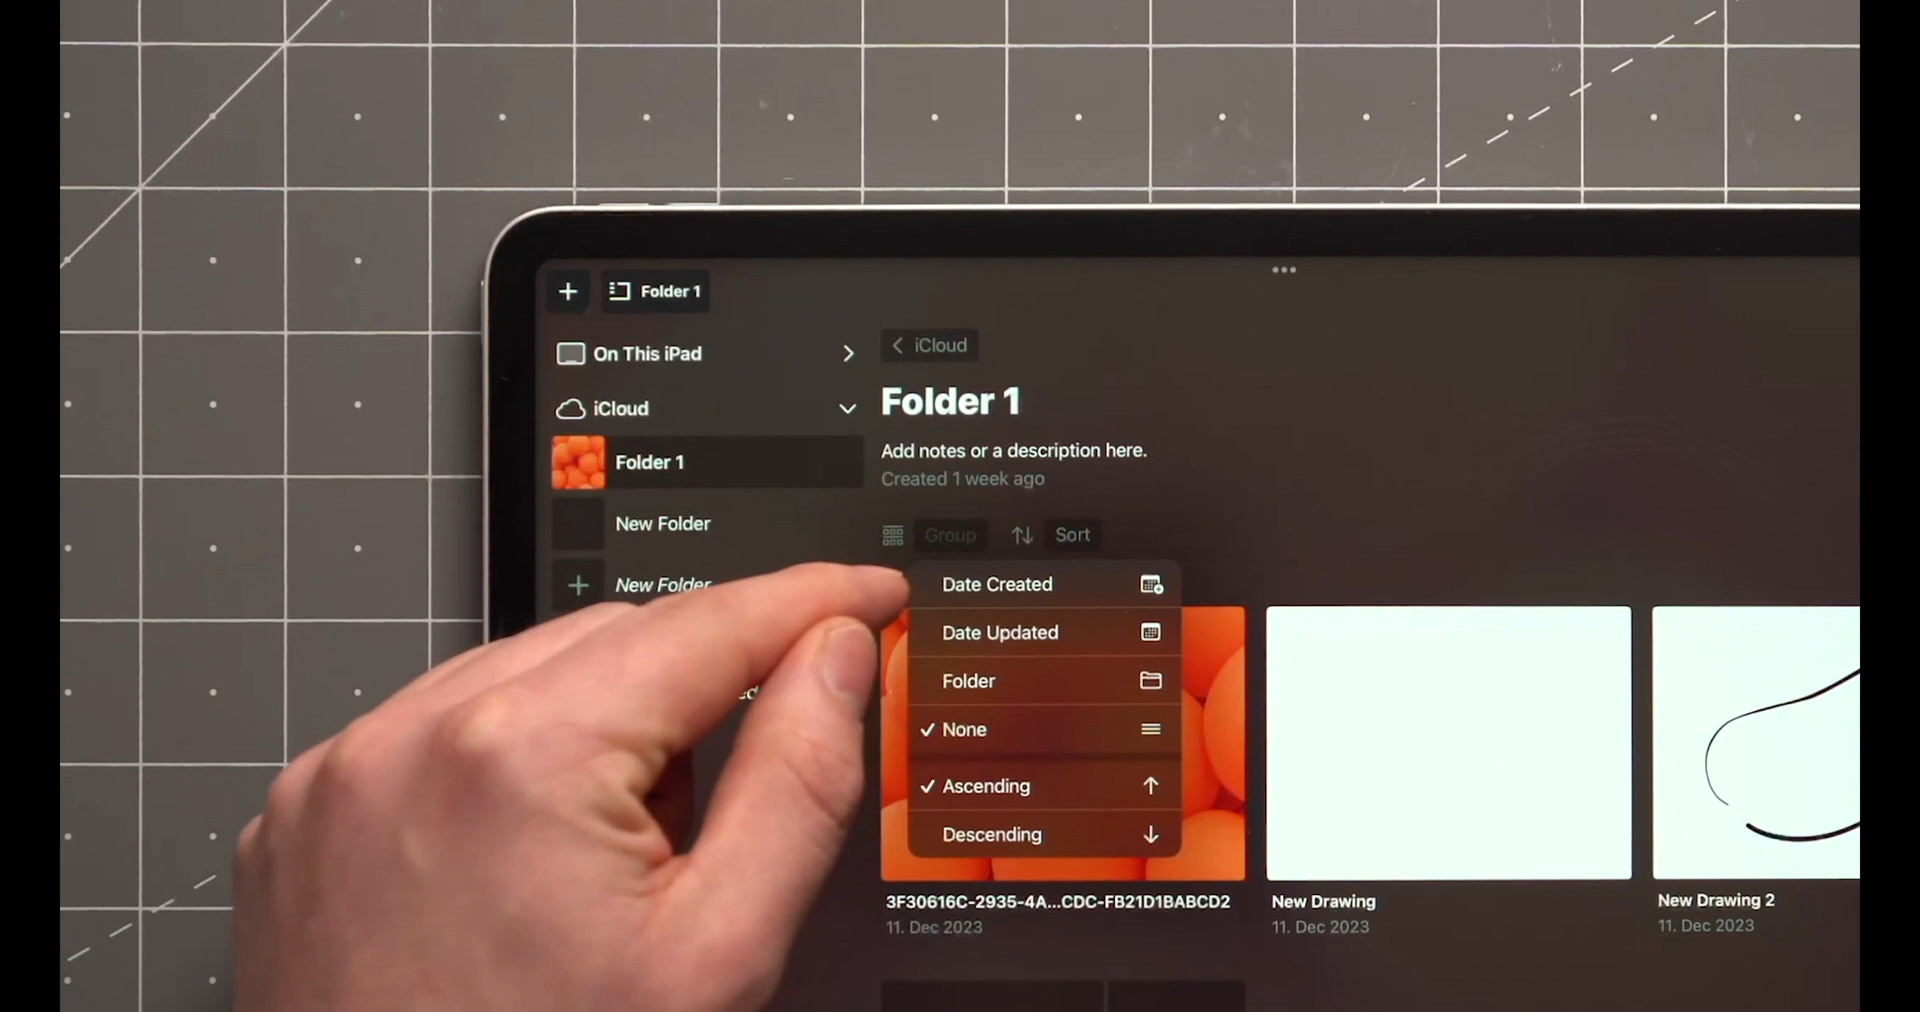 Folder 1
On This iPad
iCloud
Folder 1
New Folder
New Folder
iCloud
Folder 1
Add notes or a description here.
Created 1 week ago
Group
Sort
Date Created
Date Updated
Folder
None
Ascending
Descending
3F30616C-2935-4A...CDC-FB21D1BABCD2
11. Dec 2023
New Drawing
11. Dec 2023
New Drawing 2
11. Dec 2023